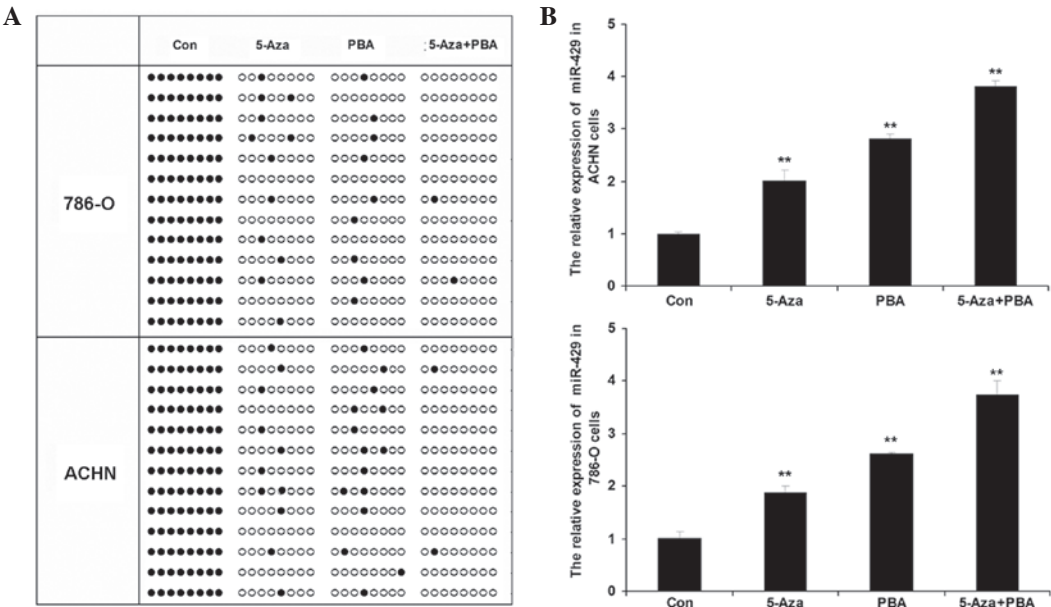 A
Con 5-Aza PBA : 5-Aza+PBA
786-O
ACHN
B
The relative expression of miR-429 in
ACHN cells
5
4
3
2
1
0
**
**
**
Con 5-Aza PBA 5-Aza+PBA
The relative expression of miR-429 in
786-O cells
5
4
3
2
1
0
**
**
**
Con 5-Aza PBA 5-Aza+PBA